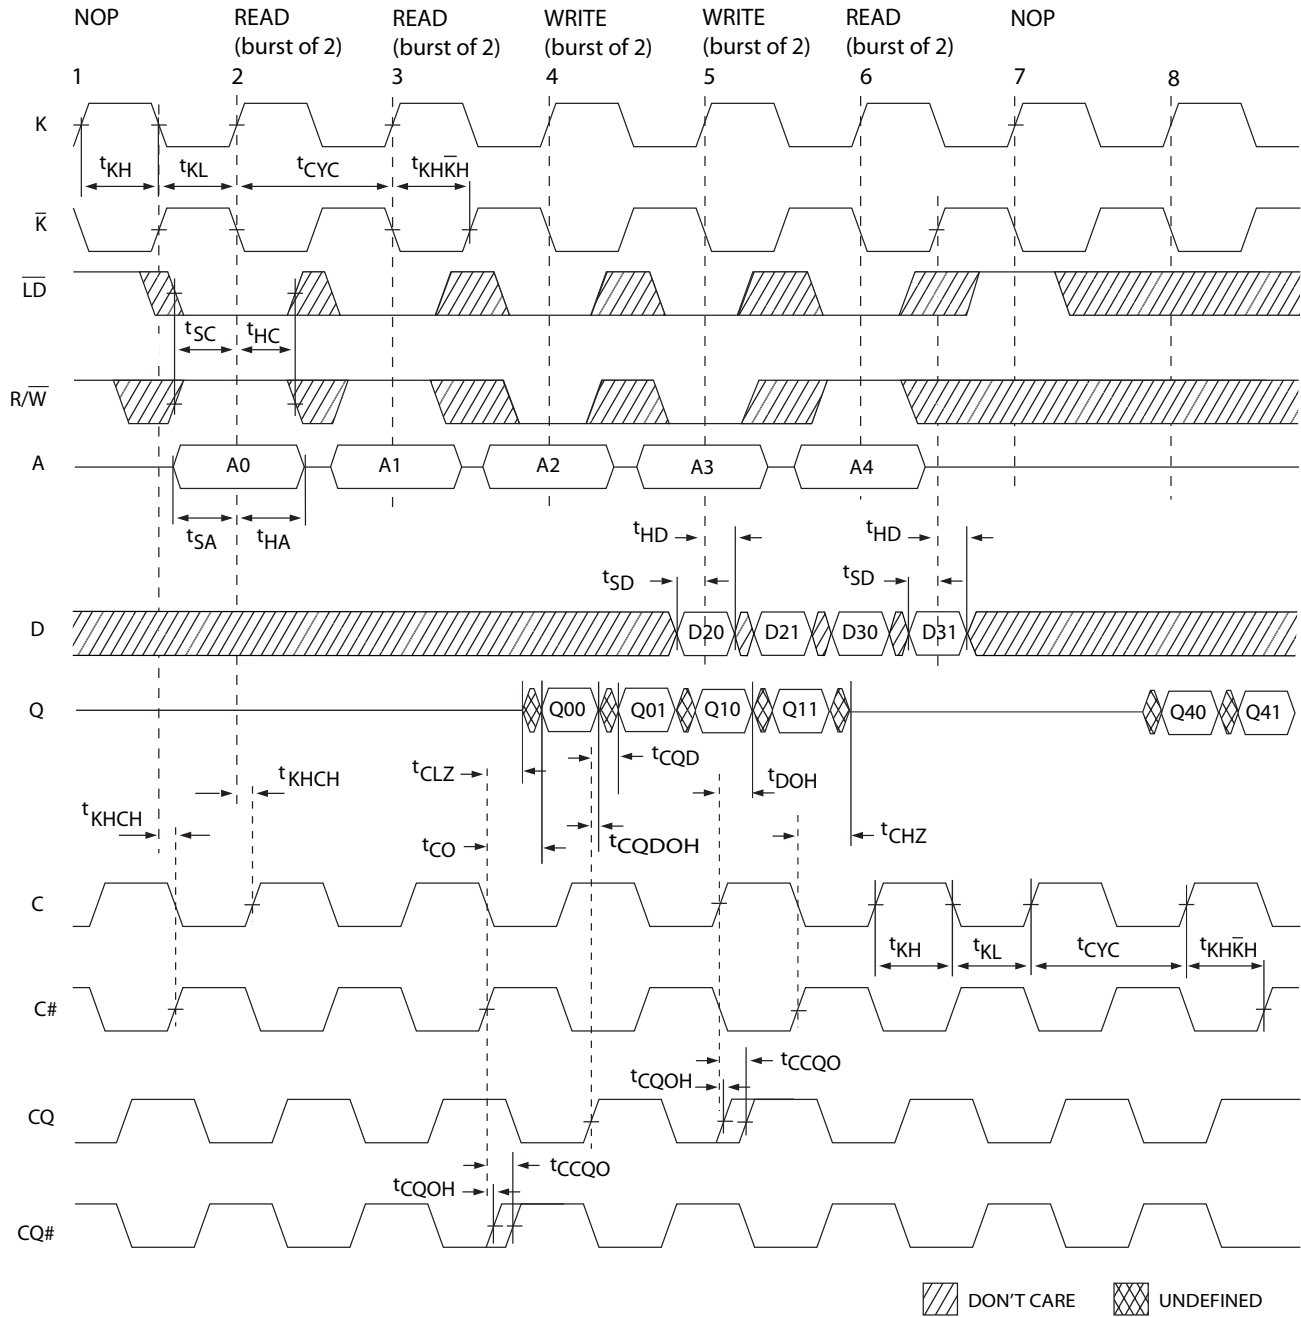 NOP READ READ WRITE WRITE READ NOP
(burst of 2) (burst of 2) (burst of 2) (burst of 2) (burst of 2)
1 2 3 4 5 6 7 8
K
tKH tKL tCYC tKHK̅H
K̅
L̅D̅
tSC tHC
R/W̅
A A0 A1 A2 A3 A4
tSA tHA
tHD tHD
tSD tSD
D D20 D21 D30 D31
Q Q00 Q01 Q10 Q11 Q40 Q41
tCLZ tCQD tDOH
tKHCH
tKHCH
tCO tCQDOH tCHZ
C
tKH tKL tCYC tKHK̅H
C#
tCCQO
tCQOH
CQ
tCCQO
tCQOH
CQ#
DON'T CARE UNDEFINED